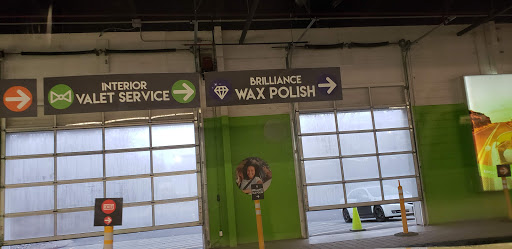 INTERIOR
VALET SERVICE
BRILLIANCE
WAX POLISH